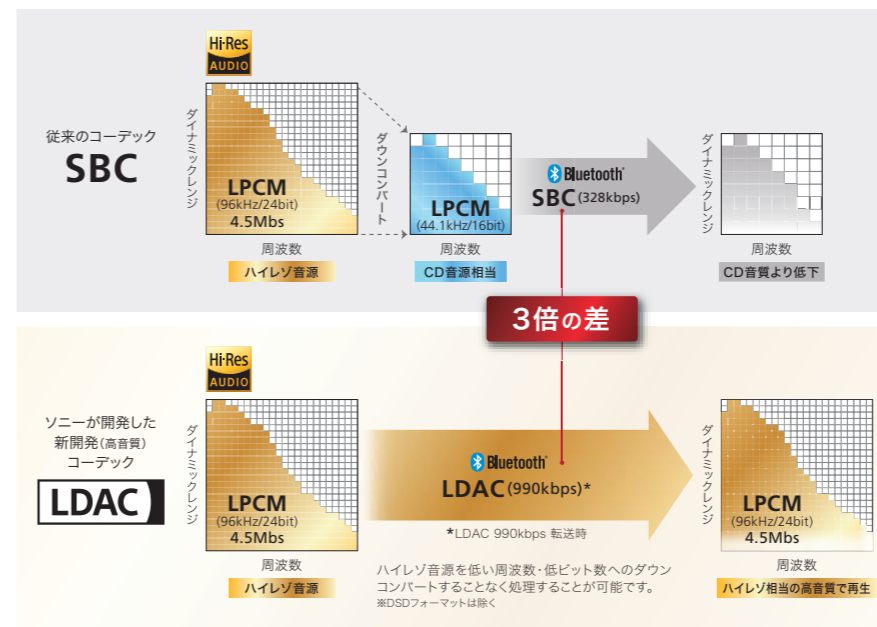 Hi-Res
AUDIO
従来のコーデック
SBC
ダイナミックレンジ
LPCM
(96kHz/24bit)
4.5Mbs
周波数
ハイレゾ音源
ダウンコンバート
LPCM
(44.1kHz/16bit)
周波数
CD音源相当
Bluetooth®
SBC(328kbps)
ダイナミックレンジ
周波数
CD音質より低下
3倍の差
Hi-Res
AUDIO
ソニーが開発した
新開発(高音質)
コーデック
LDAC
ダイナミックレンジ
LPCM
(96kHz/24bit)
4.5Mbs
周波数
ハイレゾ音源
Bluetooth®
LDAC(990kbps)*
*LDAC 990kbps 転送時
ハイレゾ音源を低い周波数・低ビット数へのダウン
コンバートすることなく処理することが可能です。
※DSDフォーマットは除く
ダイナミックレンジ
LPCM
(96kHz/24bit)
4.5Mbs
周波数
ハイレゾ相当の高音質で再生